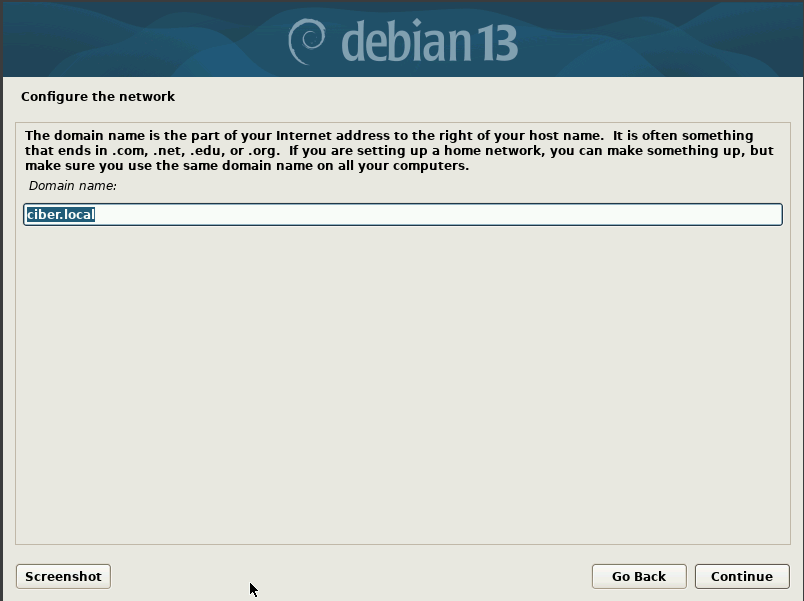 debian 13
Configure the network
The domain name is the part of your Internet address to the right of your host name.  It is often something
that ends in .com, .net, .edu, or .org.  If you are setting up a home network, you can make something up, but
make sure you use the same domain name on all your computers.
Domain name:
ciber.local
Screenshot
Go Back
Continue